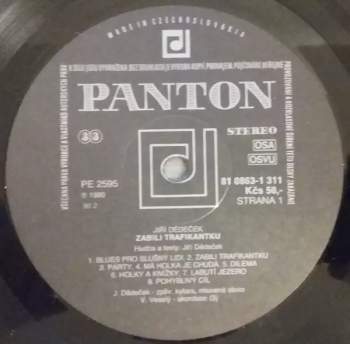 MADE IN CZECHOSLOVAKIA
PANTON
33
STEREO
OSA
OSVU
PE 2595
℗ 1990
81 0863-1 311
Kčs 50,-
STRANA 1
JIŘÍ DĚDEČEK
ZABILI TRAFIKANTKU
Hudba a texty: Jiří Dědeček
1. BLUES PRO SLUŠNÝ LIDI 2. ZABILI TRAFIKANTKU
3. PARTY 4. MÁ HOLKA JE CHUDÁ 5. DILEMA
6. HOLKY A KNÍŽKY 7. LABUTÍ JEZERO
8. POHYBLIVÝ CÍL
J. Dědeček - zpěv, kytara, mluvené slovo
V. Veselý - akordeon (3)